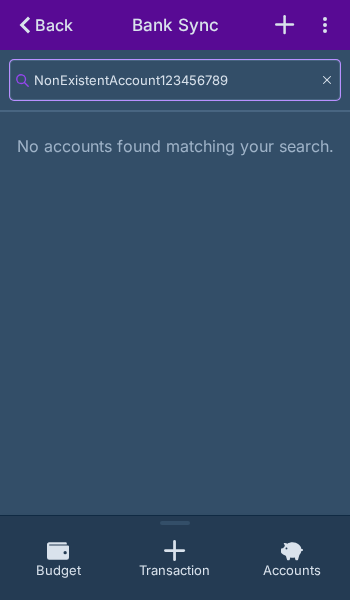 Back
Bank Sync
NonExistentAccount123456789
No accounts found matching your search.
Budget
Transaction
Accounts